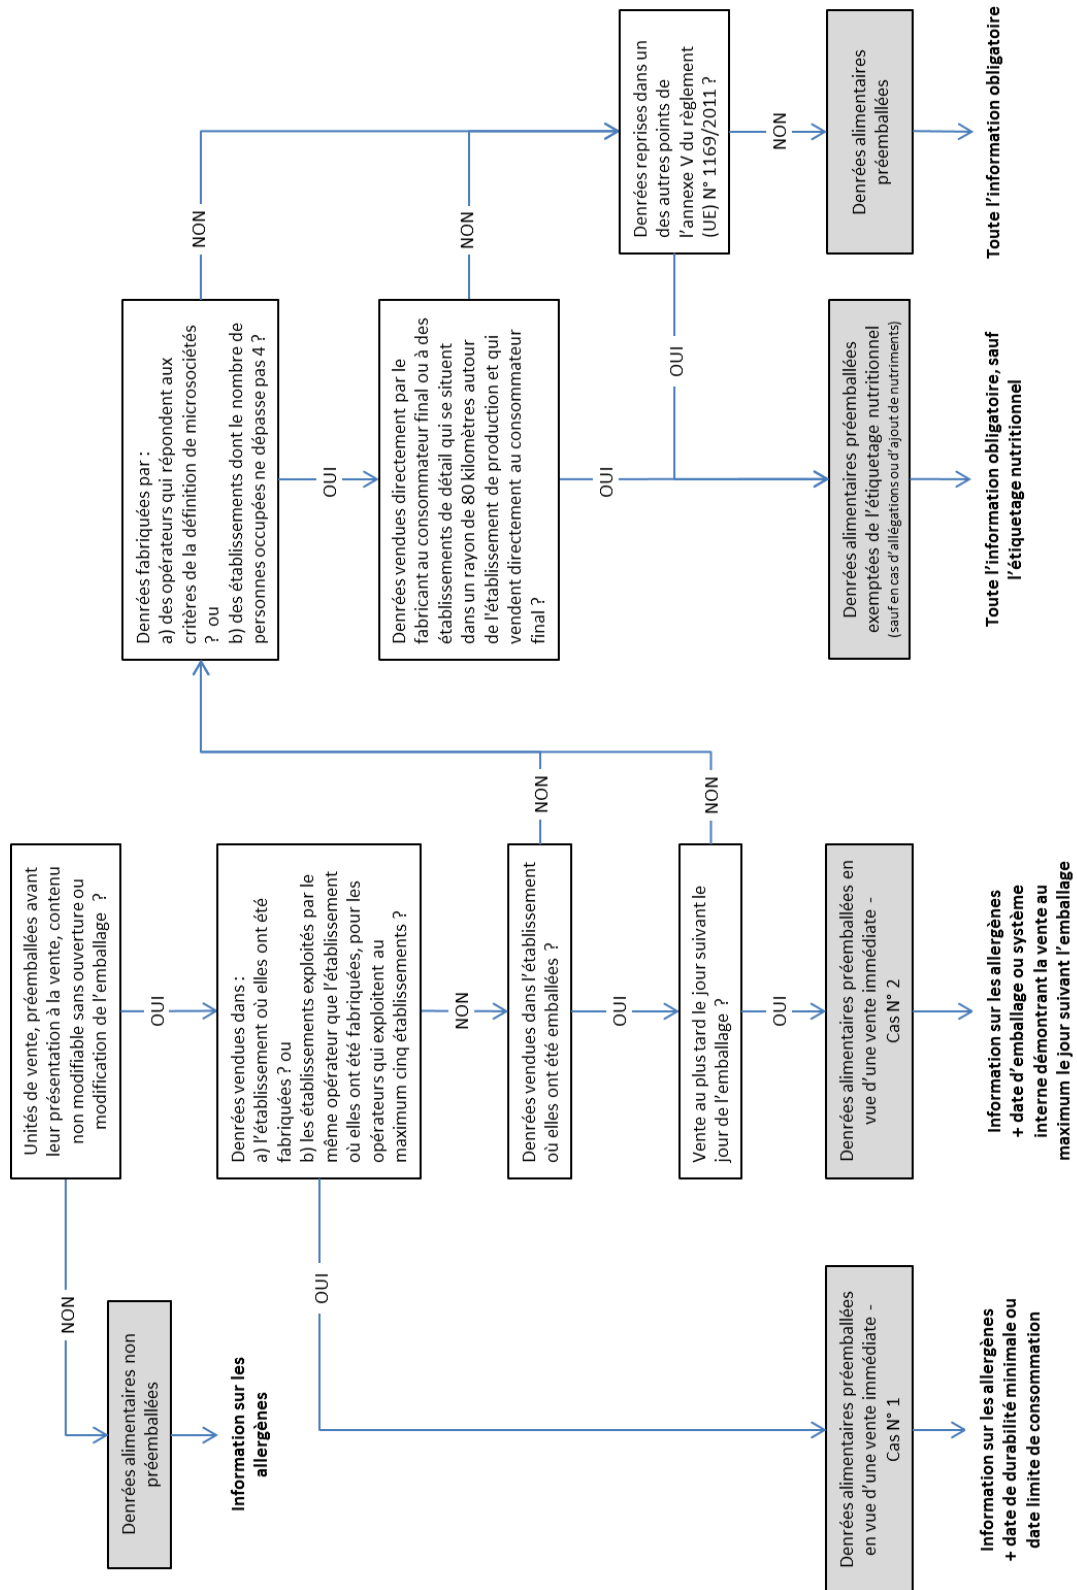 Unités de vente, préemballées avant
leur présentation à la vente, contenu
non modifiable sans ouverture ou
modification de l'emballage ?
NON
OUI
Denrées alimentaires non
préemballées
Information sur les
allergènes
Denrées vendues dans :
a) l'établissement où elles ont été
fabriquées ? ou
b) les établissements exploités par le
même opérateur que l'établissement
où elles ont été fabriquées, pour les
opérateurs qui exploitent au
maximum cinq établissements ?
OUI
NON
Denrées vendues dans l'établissement
où elles ont été emballées ?
NON
OUI
Vente au plus tard le jour suivant le
jour de l'emballage ?
NON
OUI
Denrées alimentaires préemballées
en vue d'une vente immédiate -
Cas N° 1
Information sur les allergènes
+ date de durabilité minimale ou
date limite de consommation
Denrées alimentaires préemballées en
vue d'une vente immédiate -
Cas N° 2
Information sur les allergènes
+ date d'emballage ou système
interne démontrant la vente au
maximum le jour suivant l'emballage
Denrées fabriquées par :
a) des opérateurs qui répondent aux
critères de la définition de microsociétés
? ou
b) des établissements dont le nombre de
personnes occupées ne dépasse pas 4 ?
NON
OUI
Denrées vendues directement par le
fabricant au consommateur final ou à des
établissements de détail qui se situent
dans un rayon de 80 kilomètres autour
de l'établissement de production et qui
vendent directement au consommateur
final ?
NON
OUI
Denrées reprises dans un
des autres points de
l'annexe V du règlement
(UE) N° 1169/2011 ?
OUI
NON
Denrées alimentaires préemballées
exemptées de l'étiquetage nutritionnel
(sauf en cas d'allégations ou d'ajout de nutriments)
Toute l'information obligatoire, sauf
l'étiquetage nutritionnel
Denrées alimentaires
préemballées
Toute l'information obligatoire